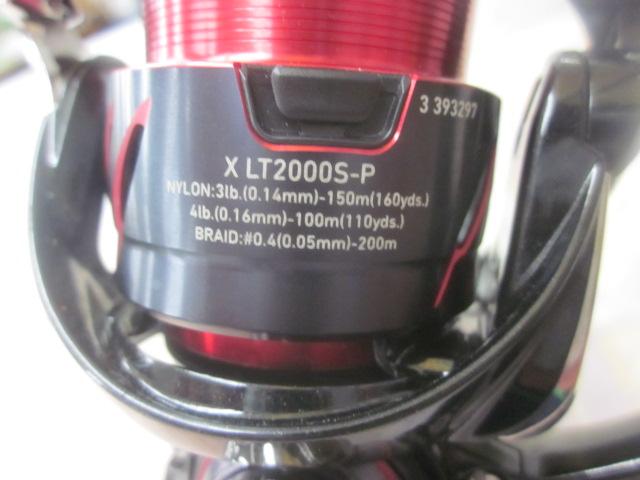 3 393297
X LT2000S-P
NYLON:3lb.(0.14mm)-150m(160yds.)
4lb.(0.16mm)-100m(110yds.)
BRAID:#0.4(0.05mm)-200m